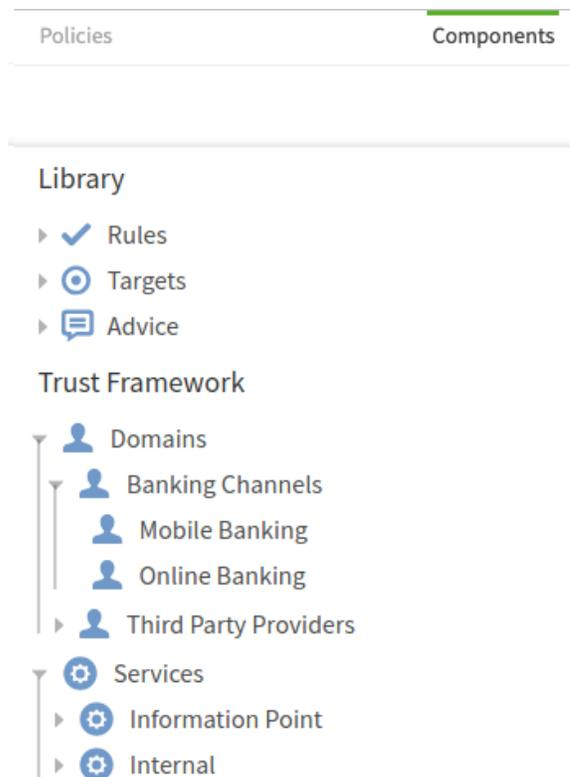 Policies Components
Library
Rules
Targets
Advice
Trust Framework
Domains
Banking Channels
Mobile Banking
Online Banking
Third Party Providers
Services
Information Point
Internal